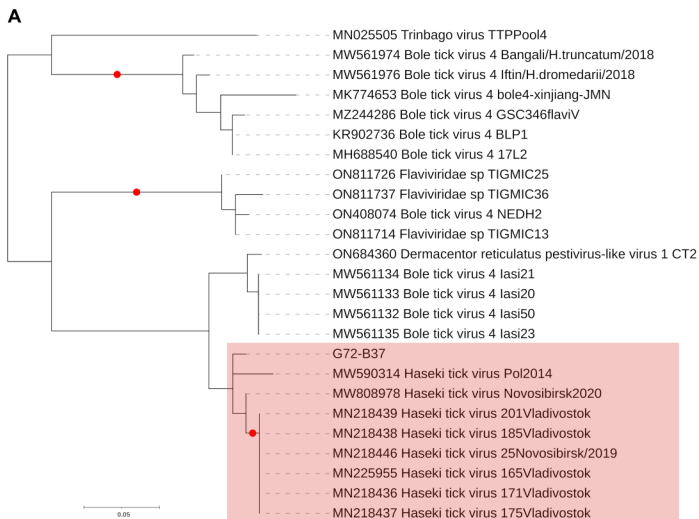 A
MN025505 Trinbago virus TTPPool4
MW561974 Bole tick virus 4 Bangali/H.truncatum/2018
MW561976 Bole tick virus 4 Iftin/H.dromedarii/2018
MK774653 Bole tick virus 4 bole4-xinjiang-JMN
MZ244286 Bole tick virus 4 GSC346flaviV
KR902736 Bole tick virus 4 BLP1
MH688540 Bole tick virus 4 17L2
ON811726 Flaviviridae sp TIGMIC25
ON811737 Flaviviridae sp TIGMIC36
ON408074 Bole tick virus 4 NEDH2
ON811714 Flaviviridae sp TIGMIC13
ON684360 Dermacentor reticulatus pestivirus-like virus 1 CT2
MW561134 Bole tick virus 4 Iasi21
MW561133 Bole tick virus 4 Iasi20
MW561132 Bole tick virus 4 Iasi50
MW561135 Bole tick virus 4 Iasi23
G72-B37
MW590314 Haseki tick virus Pol2014
MW808978 Haseki tick virus Novosibirsk2020
MN218439 Haseki tick virus 201Vladivostok
MN218438 Haseki tick virus 185Vladivostok
MN218446 Haseki tick virus 25Novosibirsk/2019
MN225955 Haseki tick virus 165Vladivostok
MN218436 Haseki tick virus 171Vladivostok
MN218437 Haseki tick virus 175Vladivostok
0.05